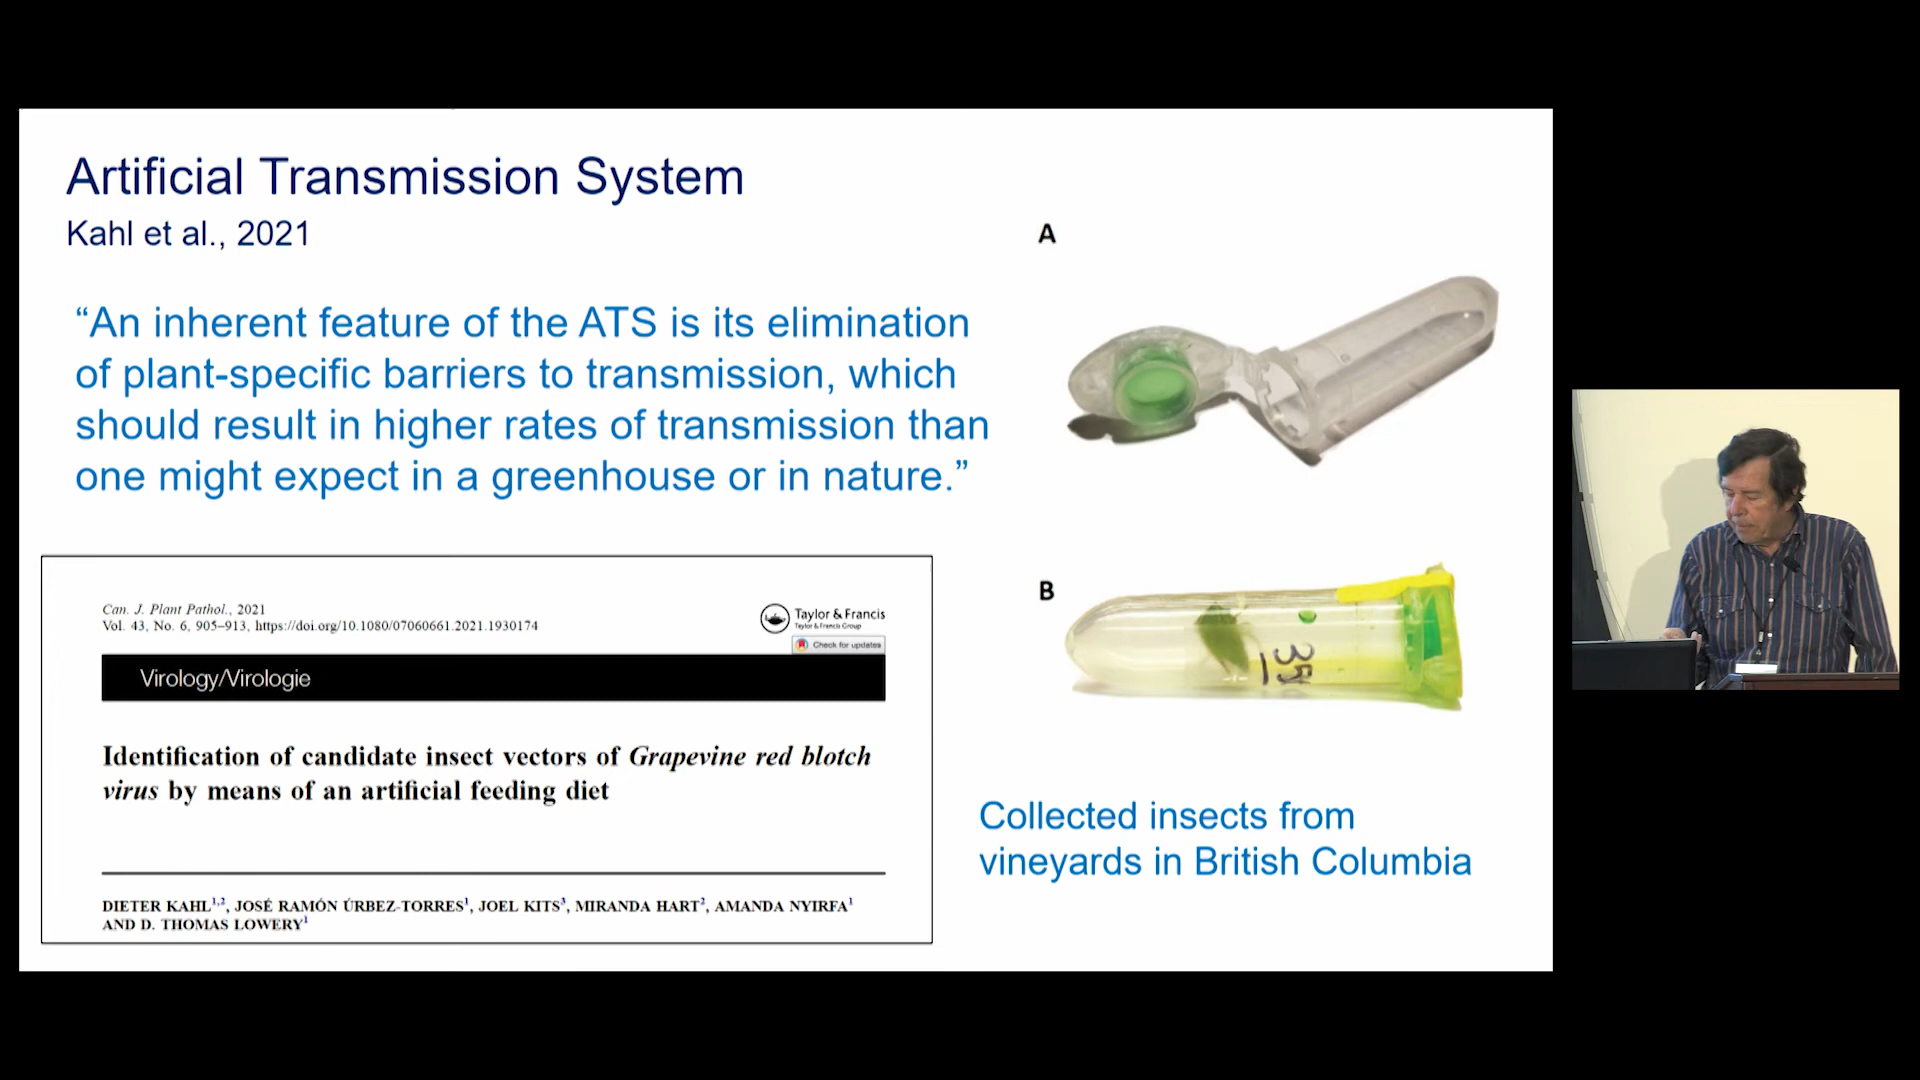 Artificial Transmission System
Kahl et al., 2021
“An inherent feature of the ATS is its elimination
of plant-specific barriers to transmission, which
should result in higher rates of transmission than
one might expect in a greenhouse or in nature.”
Can. J. Plant Pathol., 2021
Vol. 43, No. 6, 905–913, https://doi.org/10.1080/07060661.2021.1930174
Taylor & Francis
Taylor & Francis Group
Check for updates
Virology/Virologie
Identification of candidate insect vectors of Grapevine red blotch
virus by means of an artificial feeding diet
DIETER KAHL1,2, JOSÉ RAMÓN ÚRBEZ-TORRES1, JOEL KITS3, MIRANDA HART2, AMANDA NYIRFA1
AND D. THOMAS LOWERY1
A
B
Collected insects from
vineyards in British Columbia